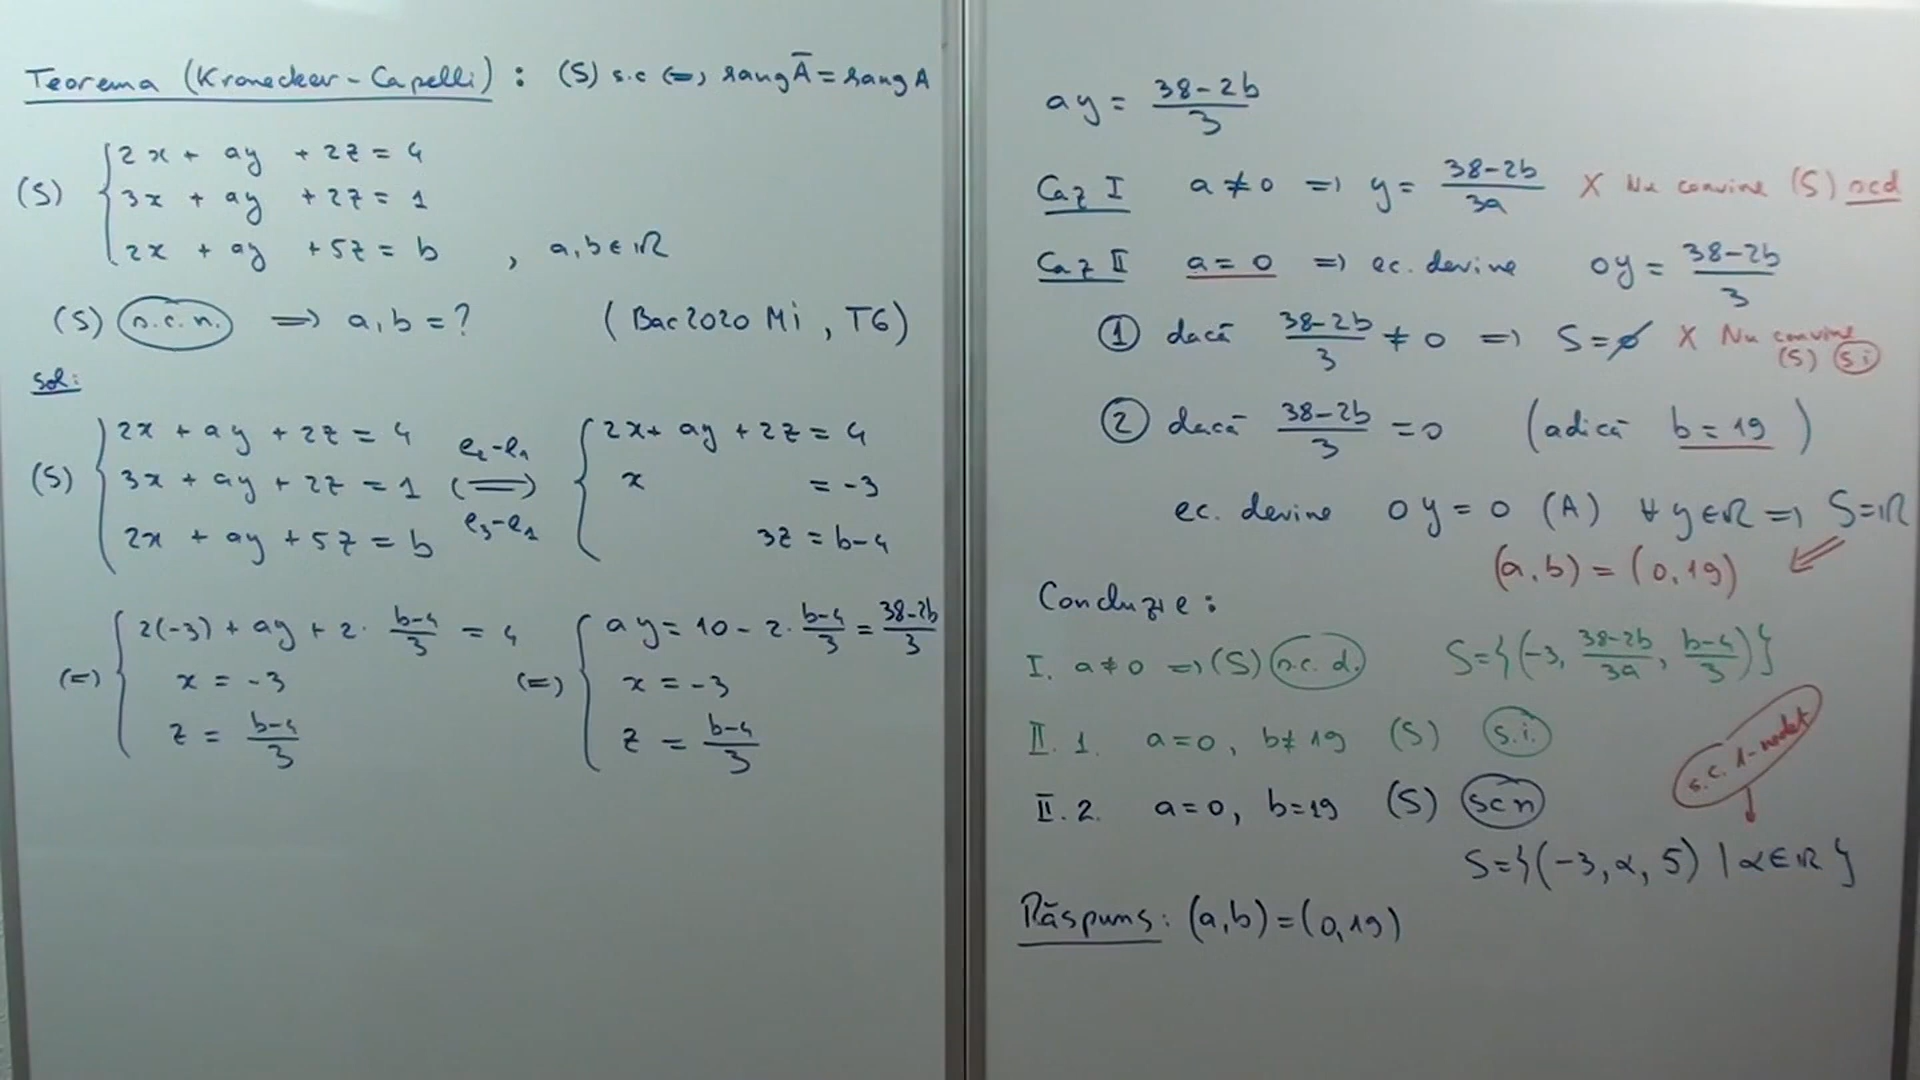 Teorema (Kronecker-Capelli) : (S) s.c (=) rang A̅ = rang A
(S) { 2x + ay + 2z = 4
3x + ay + 2z = 1
2x + ay + 5z = b , a,b ∈ ℝ
(S) s.c.n. => a,b = ? (Bac 2020 Mi, T6)
Sol:
(S) { 2x + ay + 2z = 4
3x + ay + 2z = 1
2x + ay + 5z = b
e₂-e₁
(=)
e₃-e₁
{ 2x + ay + 2z = 4
x = -3
3z = b-4
(=) { 2(-3) + ay + 2· (b-4)/3 = 4
x = -3
z = (b-4)/3
(=) { ay = 10 - 2· (b-4)/3 = (38-2b)/3
x = -3
z = (b-4)/3
ay = (38-2b)/3
Caz I a ≠ 0 => y = (38-2b)/3a X Nu convine (S) scd
Caz II a = 0 => ec. devine 0y = (38-2b)/3
① dacă (38-2b)/3 ≠ 0 => S = ∅ X Nu convine
(S) si
② dacă (38-2b)/3 = 0 (adică b = 19)
ec. devine 0y = 0 (A) ∀ y∈ℝ => S=ℝ
(a,b) = (0,19) ⇐
Concluzie :
I. a ≠ 0 => (S) s.c.d. S={(-3, (38-2b)/3a, (b-4)/3)}
II. 1. a=0, b≠19 (S) s.i.
s.c. 1-nedet
II. 2. a=0, b=19 (S) scn
S={(-3, α, 5) | α∈ℝ}
Răspuns: (a,b)=(0,19)